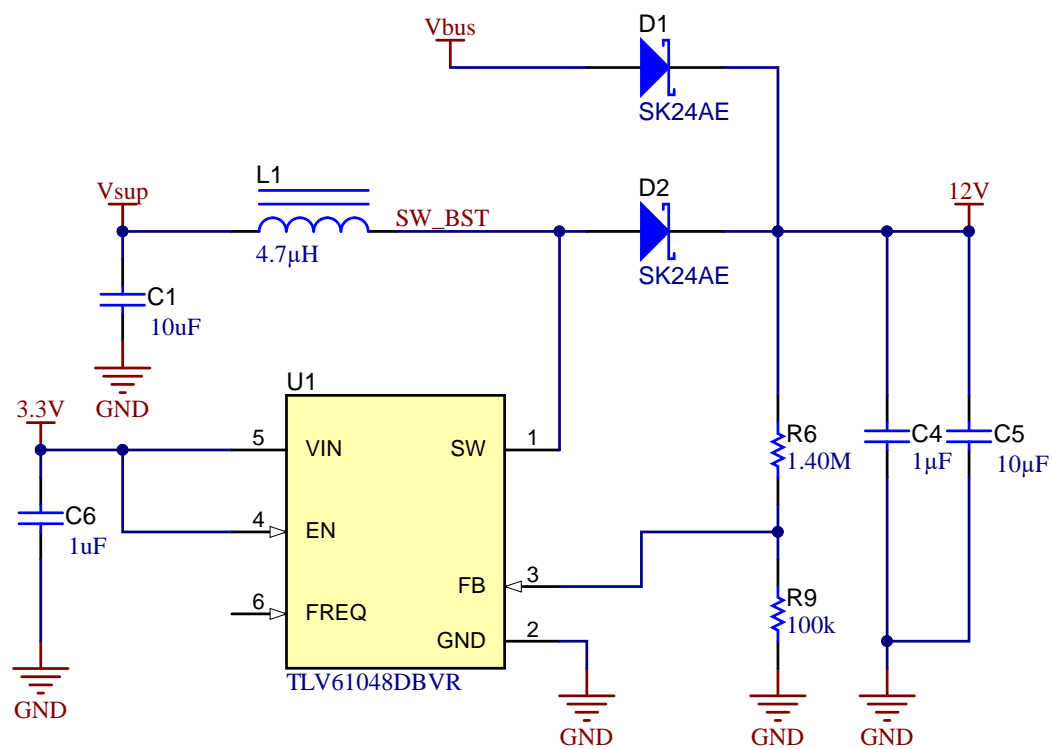 Vbus
D1
SK24AE
Vsup
L1
4.7µH
SW_BST
D2
SK24AE
12V
C1
10uF
GND
U1
3.3V
5
VIN
SW
1
R6
1.40M
C4
1µF
C5
10µF
C6
1uF
4
EN
6
FREQ
FB
3
GND
2
R9
100k
TLV61048DBVR
GND
GND
GND
GND